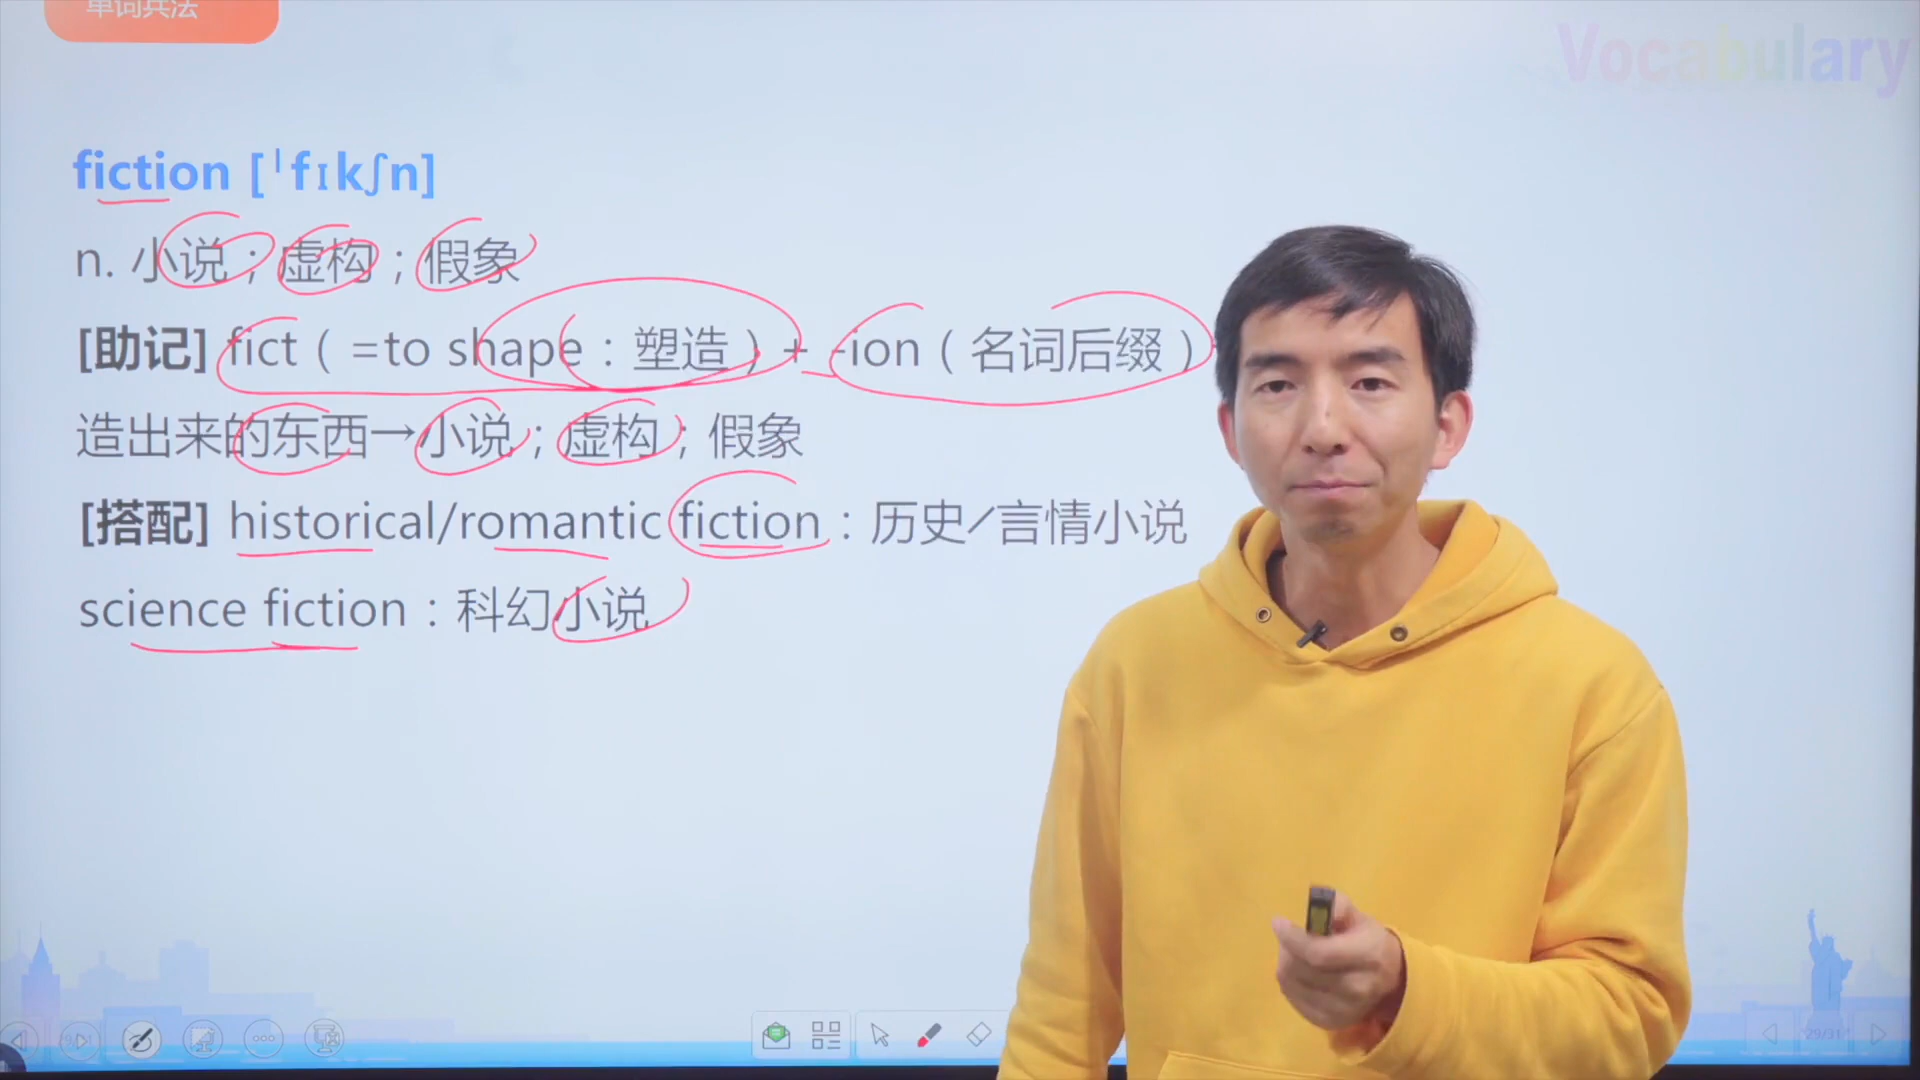 单词兵法
Vocabulary
fiction [ˈfɪkʃn]
n. 小说；虚构；假象
[助记] fict（=to shape：塑造）+ -ion（名词后缀）
造出来的东西→小说；虚构；假象
[搭配] historical/romantic fiction：历史/言情小说
science fiction：科幻小说
29/31